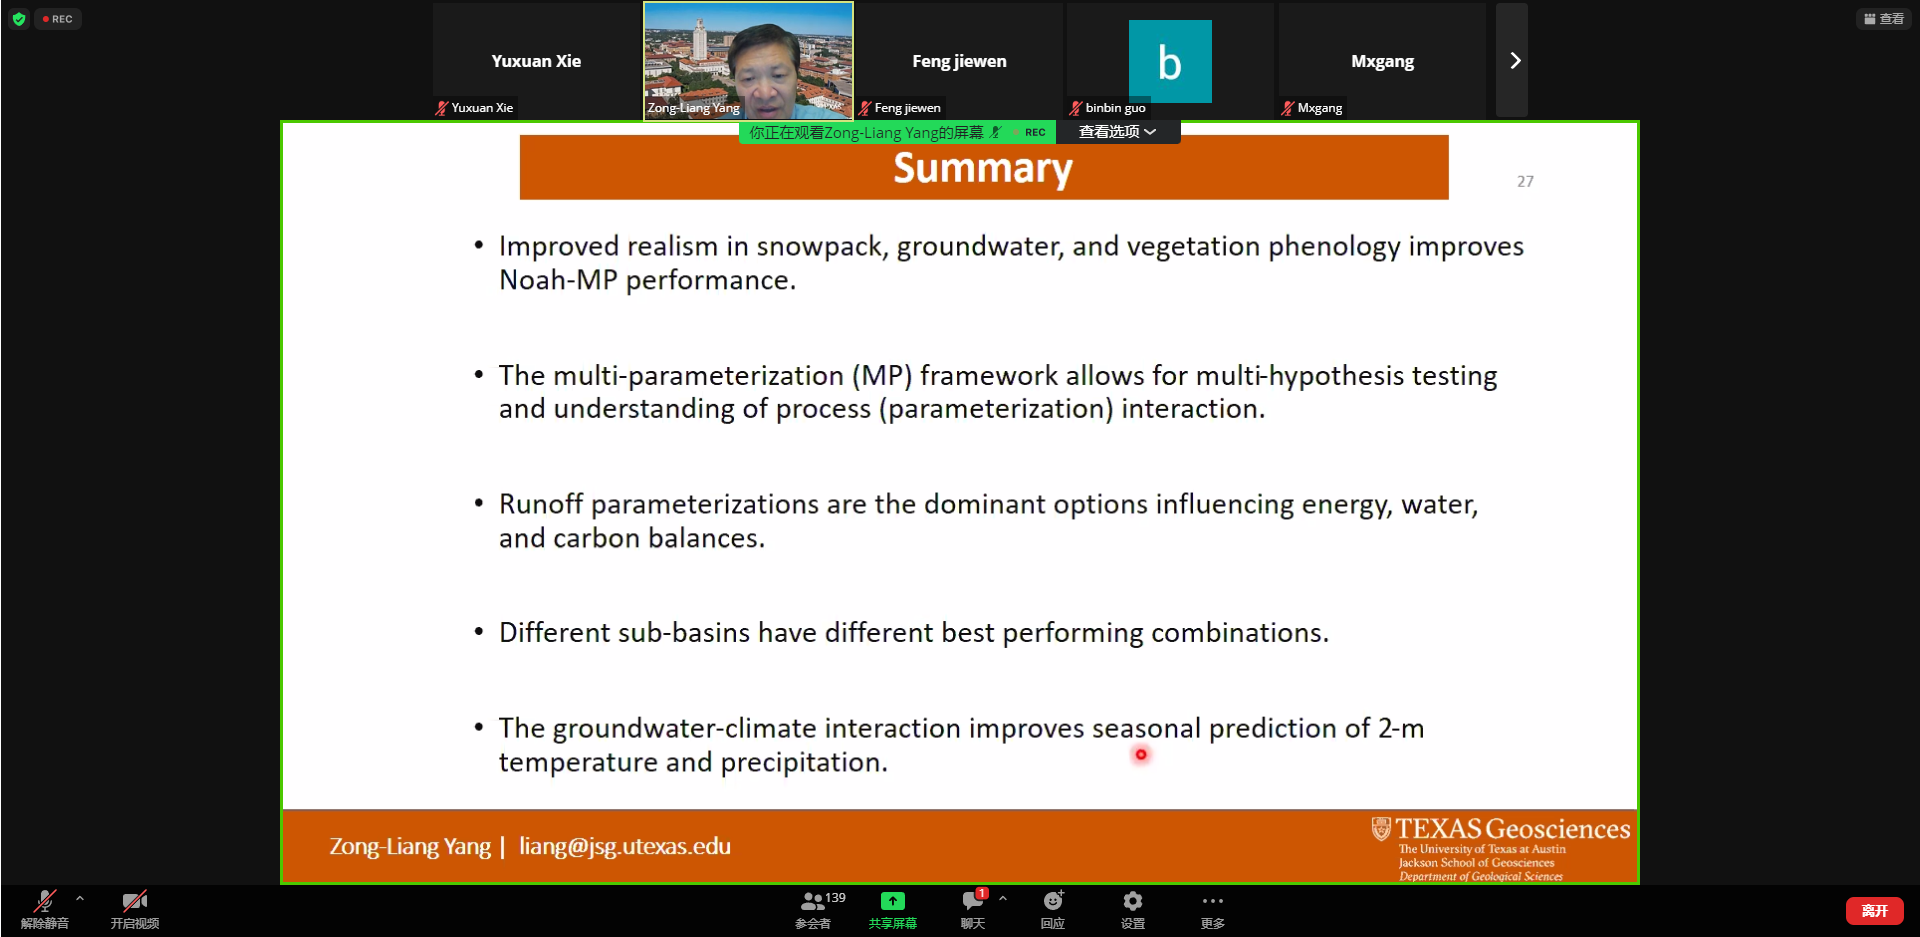 REC
查看
Yuxuan Xie
Feng jiewen
b
Mxgang
Yuxuan Xie
Zong-Liang Yang
Feng jiewen
binbin guo
Mxgang
你正在观看Zong-Liang Yang的屏幕
REC
查看选项
Summary
27
• Improved realism in snowpack, groundwater, and vegetation phenology improves
Noah-MP performance.
• The multi-parameterization (MP) framework allows for multi-hypothesis testing
and understanding of process (parameterization) interaction.
• Runoff parameterizations are the dominant options influencing energy, water,
and carbon balances.
• Different sub-basins have different best performing combinations.
• The groundwater-climate interaction improves seasonal prediction of 2-m
temperature and precipitation.
Zong-Liang Yang | liang@jsg.utexas.edu
TEXAS Geosciences
The University of Texas at Austin
Jackson School of Geosciences
Department of Geological Sciences
解除静音
开启视频
139
参会者
共享屏幕
1
聊天
回应
设置
更多
离开